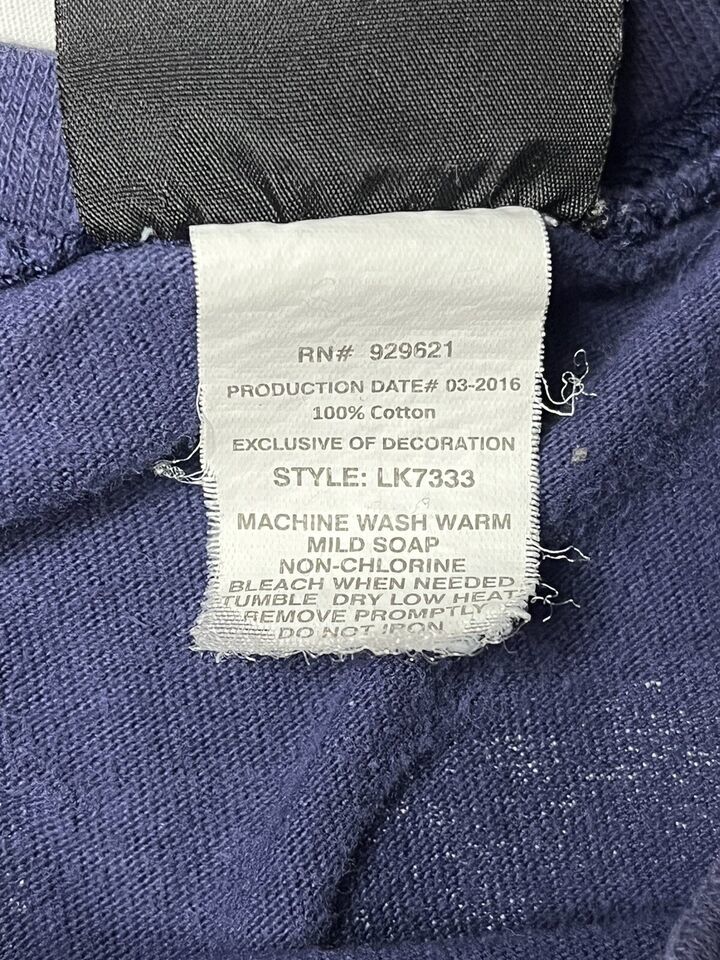 RN# 929621
PRODUCTION DATE# 03-2016
100% Cotton
EXCLUSIVE OF DECORATION
STYLE: LK7333
MACHINE WASH WARM
MILD SOAP
NON-CHLORINE
BLEACH WHEN NEEDED
TUMBLE DRY LOW HEAT
REMOVE PROMPTLY
DO NOT IRON